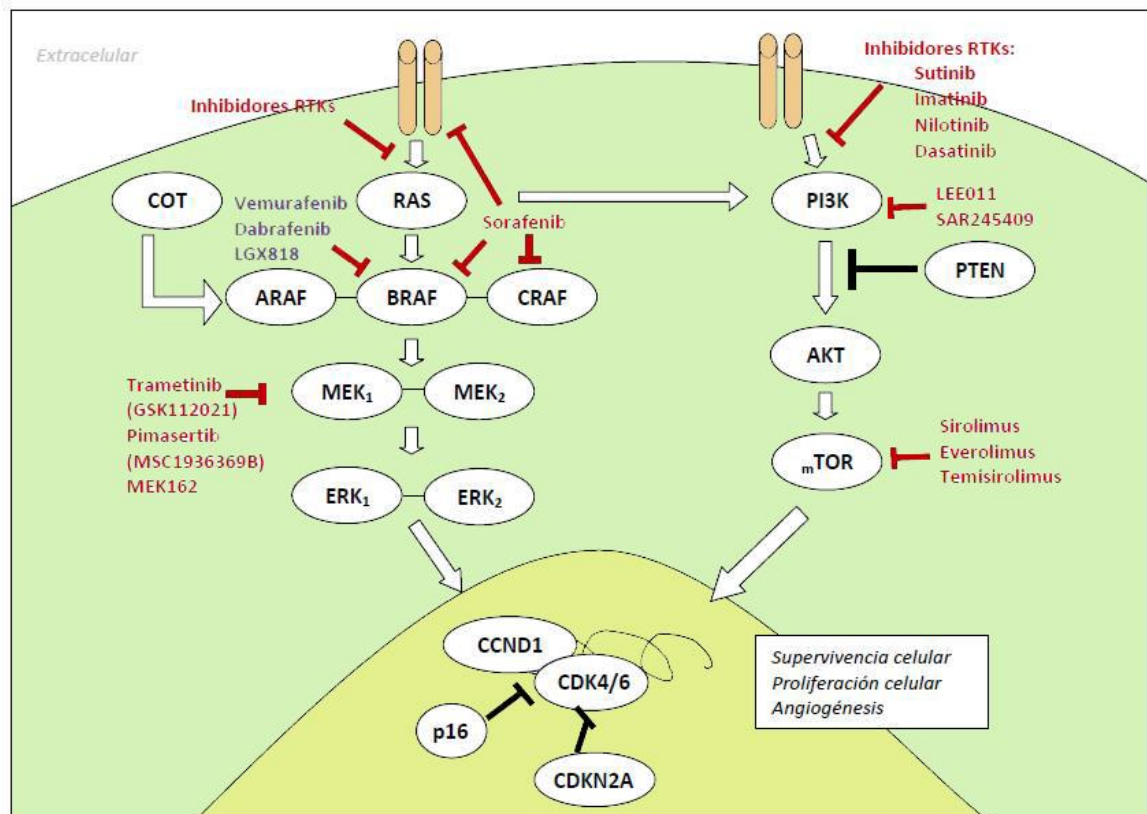 Extracelular
Inhibidores RTKs:
Sutinib
Imatinib
Nilotinib
Dasatinib
Inhibidores RTKs
COT
Vemurafenib
Dabrafenib
LGX818
RAS
Sorafenib
PI3K
LEE011
SAR245409
PTEN
ARAF
BRAF
CRAF
AKT
Trametinib
(GSK112021)
Pimasertib
(MSC1936369B)
MEK162
MEK₁
MEK₂
mTOR
Sirolimus
Everolimus
Temisirolimus
ERK₁
ERK₂
CCND1
CDK4/6
p16
CDKN2A
Supervivencia celular
Proliferación celular
Angiogénesis